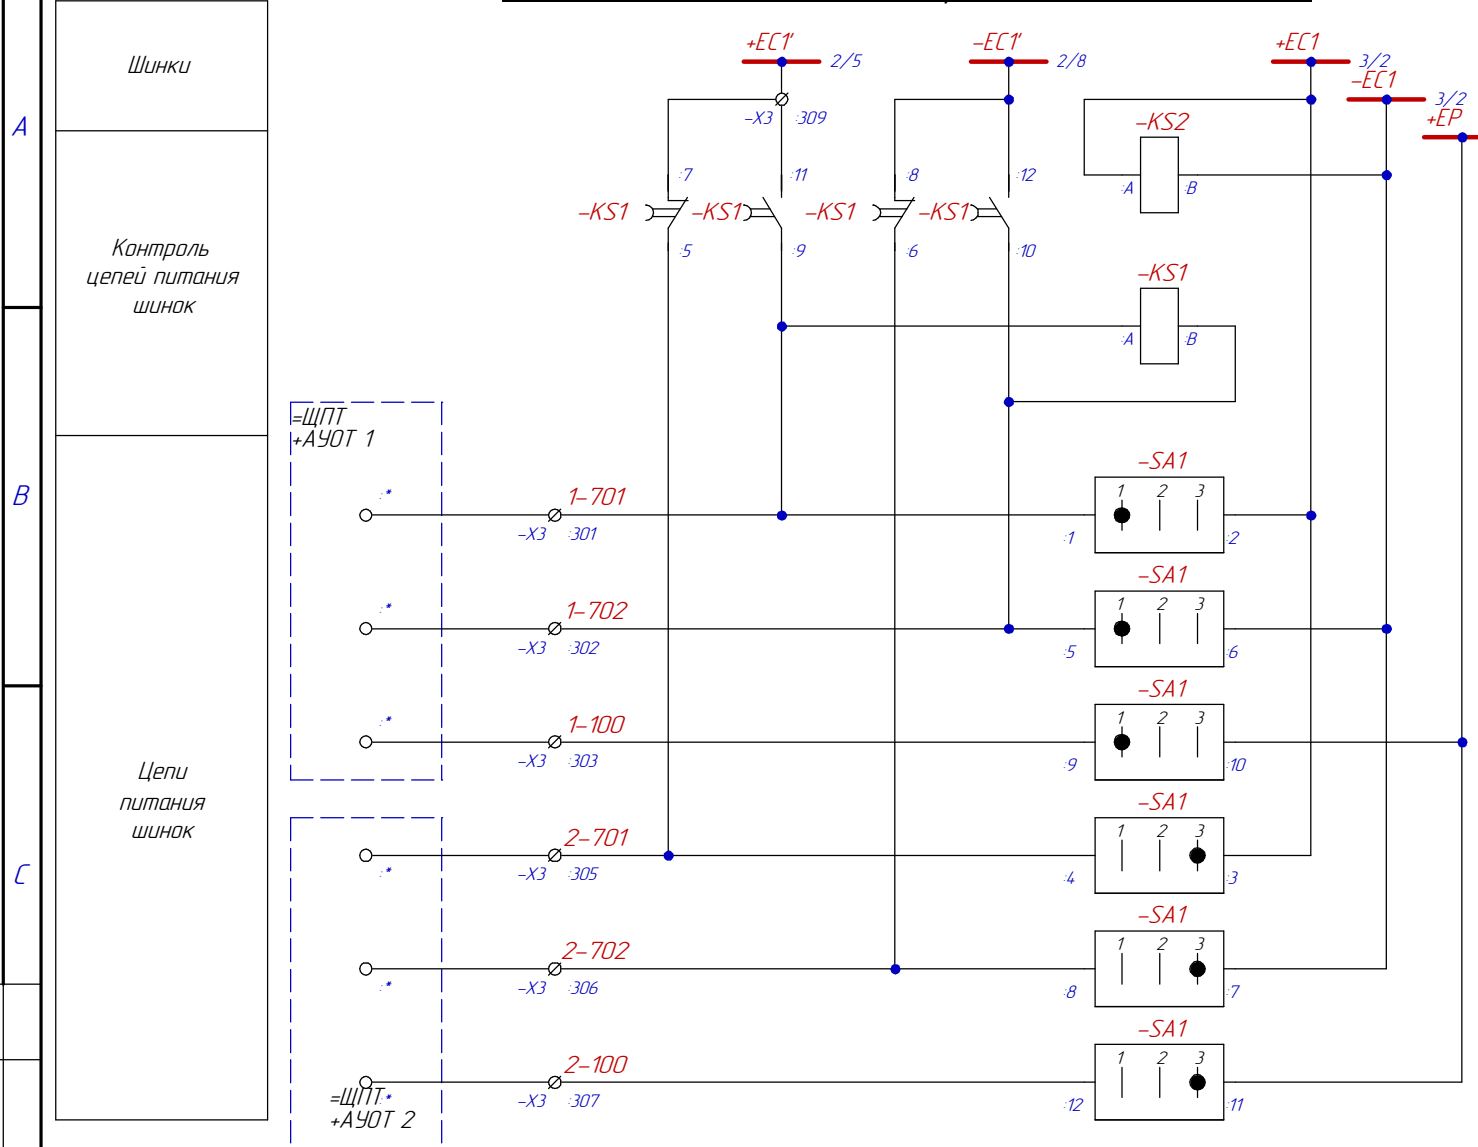 Шинки
Контроль
цепей питания
шинок
Цепи
питания
шинок
A
B
C
+ЕС1'
2/5
-ЕС1'
2/8
+ЕС1
3/2
-ЕС1
3/2
+ЕР
-X3 :309
-KS2
:A :B
:7 :11 :8 :12
-KS1 -KS1 -KS1 -KS1
:5 :9 :6 :10
-KS1
:A :B
=ЩПТ
+АУОТ 1
:*
1-701
-X3 :301
-SA1
1 2 3
:1 :2
:*
1-702
-X3 :302
-SA1
1 2 3
:5 :6
:*
1-100
-X3 :303
-SA1
1 2 3
:9 :10
2-701
-X3 :305
:*
-SA1
1 2 3
:4 :3
2-702
-X3 :306
:*
-SA1
1 2 3
:8 :7
2-100
-X3 :307
:*
-SA1
1 2 3
:12 :11
=ЩПТ
+АУОТ 2